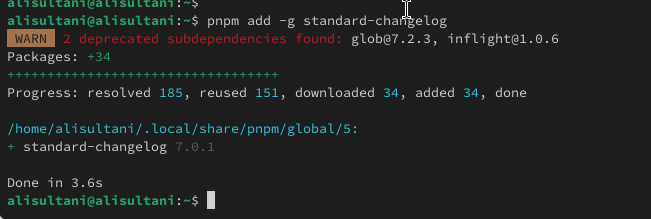 alisultani@alisultani:~$
alisultani@alisultani:~$ pnpm add -g standard-changelog
WARN 2 deprecated subdependencies found: glob@7.2.3, inflight@1.0.6
Packages: +34
++++++++++++++++++++++++++++++++++
Progress: resolved 185, reused 151, downloaded 34, added 34, done
/home/alisultani/.local/share/pnpm/global/5:
+ standard-changelog 7.0.1
Done in 3.6s
alisultani@alisultani:~$